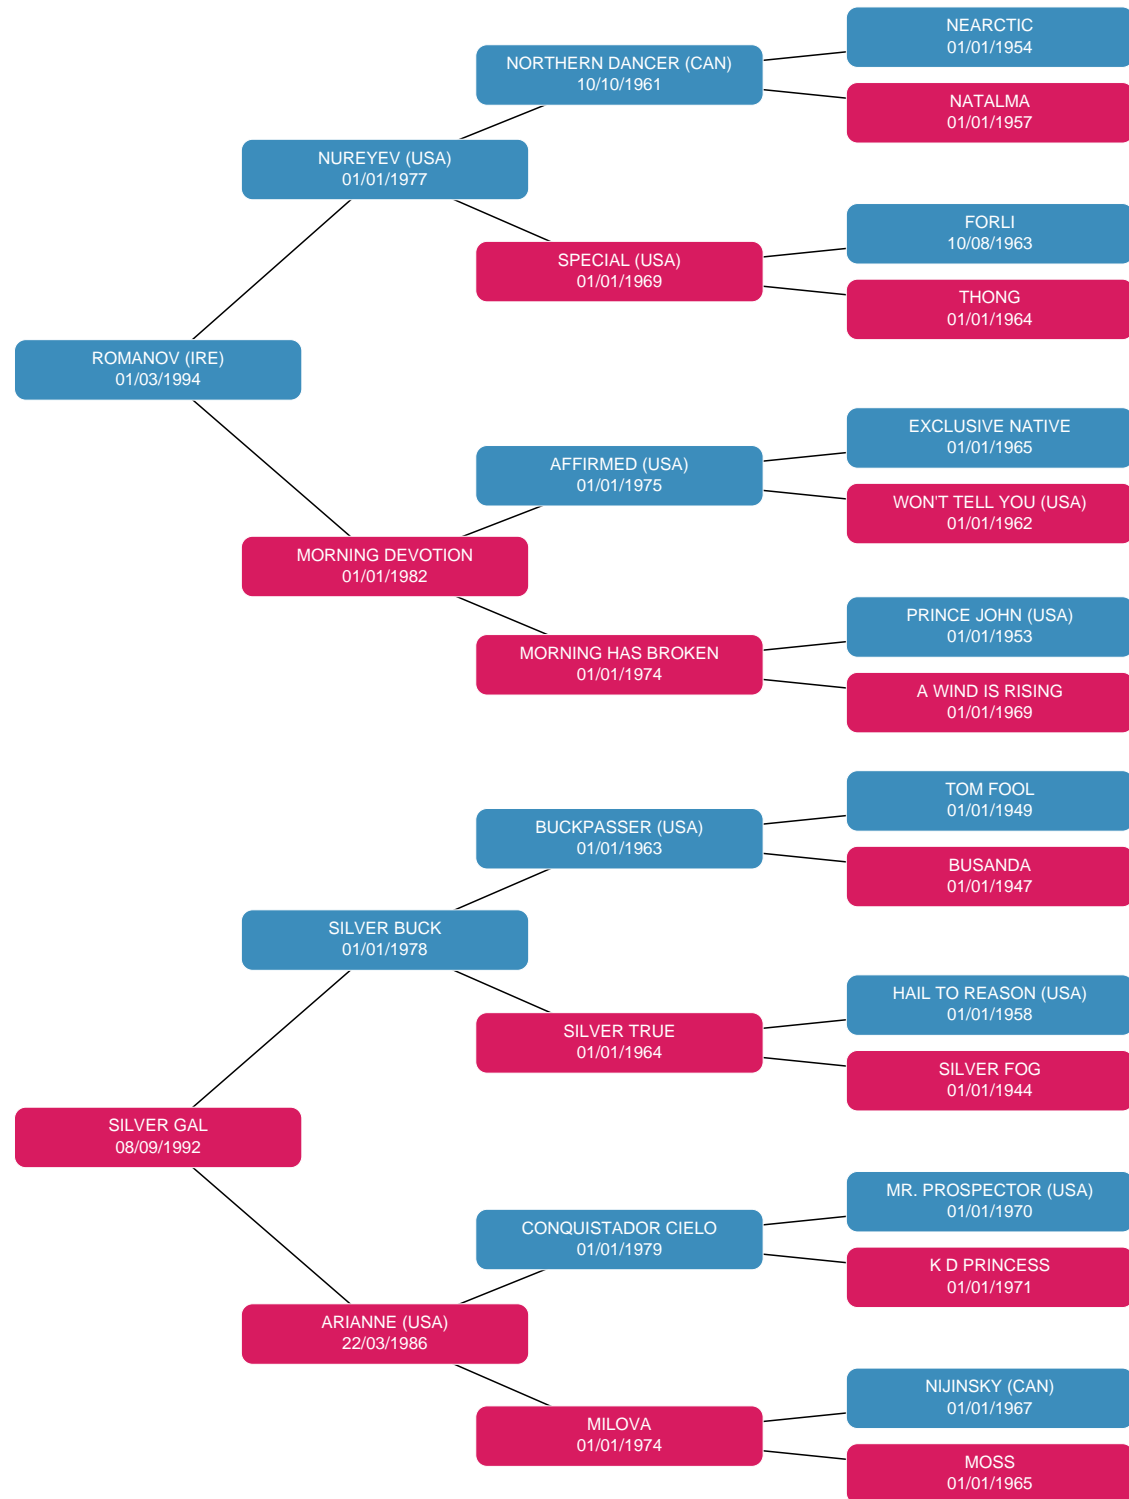 NEARCTIC
01/01/1954
NORTHERN DANCER (CAN)
10/10/1961
NATALMA
01/01/1957
NUREYEV (USA)
01/01/1977
FORLI
10/08/1963
SPECIAL (USA)
01/01/1969
THONG
01/01/1964
ROMANOV (IRE)
01/03/1994
EXCLUSIVE NATIVE
01/01/1965
AFFIRMED (USA)
01/01/1975
WON'T TELL YOU (USA)
01/01/1962
MORNING DEVOTION
01/01/1982
PRINCE JOHN (USA)
01/01/1953
MORNING HAS BROKEN
01/01/1974
A WIND IS RISING
01/01/1969
TOM FOOL
01/01/1949
BUCKPASSER (USA)
01/01/1963
BUSANDA
01/01/1947
SILVER BUCK
01/01/1978
HAIL TO REASON (USA)
01/01/1958
SILVER TRUE
01/01/1964
SILVER FOG
01/01/1944
SILVER GAL
08/09/1992
MR. PROSPECTOR (USA)
01/01/1970
CONQUISTADOR CIELO
01/01/1979
K D PRINCESS
01/01/1971
ARIANNE (USA)
22/03/1986
NIJINSKY (CAN)
01/01/1967
MILOVA
01/01/1974
MOSS
01/01/1965